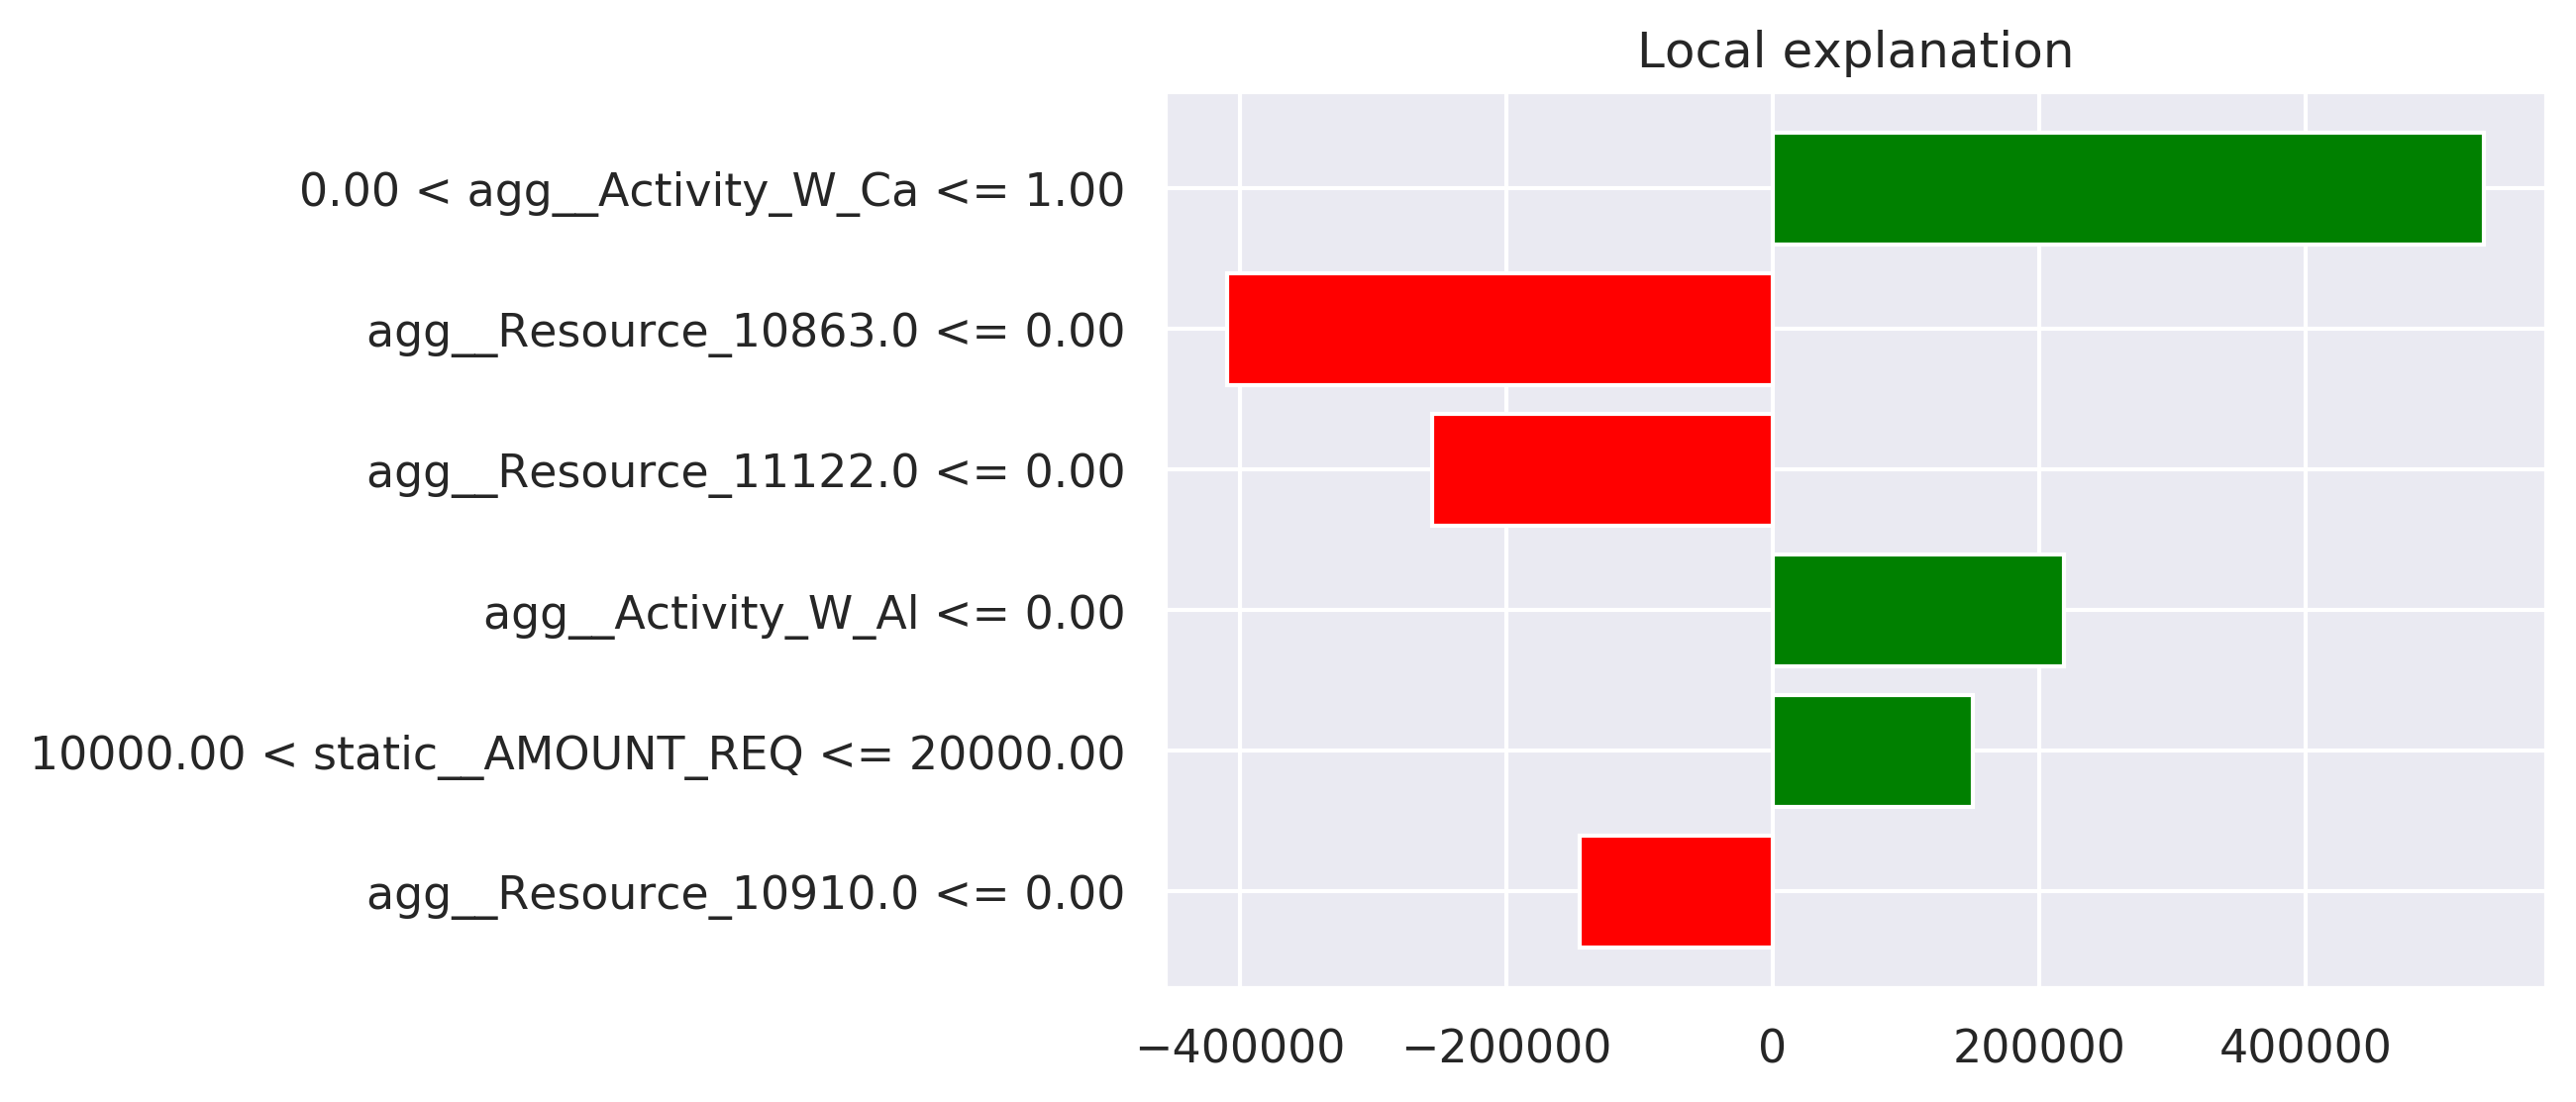 Local explanation
0.00 < agg__Activity_W_Ca <= 1.00
agg__Resource_10863.0 <= 0.00
agg__Resource_11122.0 <= 0.00
agg__Activity_W_Al <= 0.00
10000.00 < static__AMOUNT_REQ <= 20000.00
agg__Resource_10910.0 <= 0.00
−400000 −200000 0 200000 400000